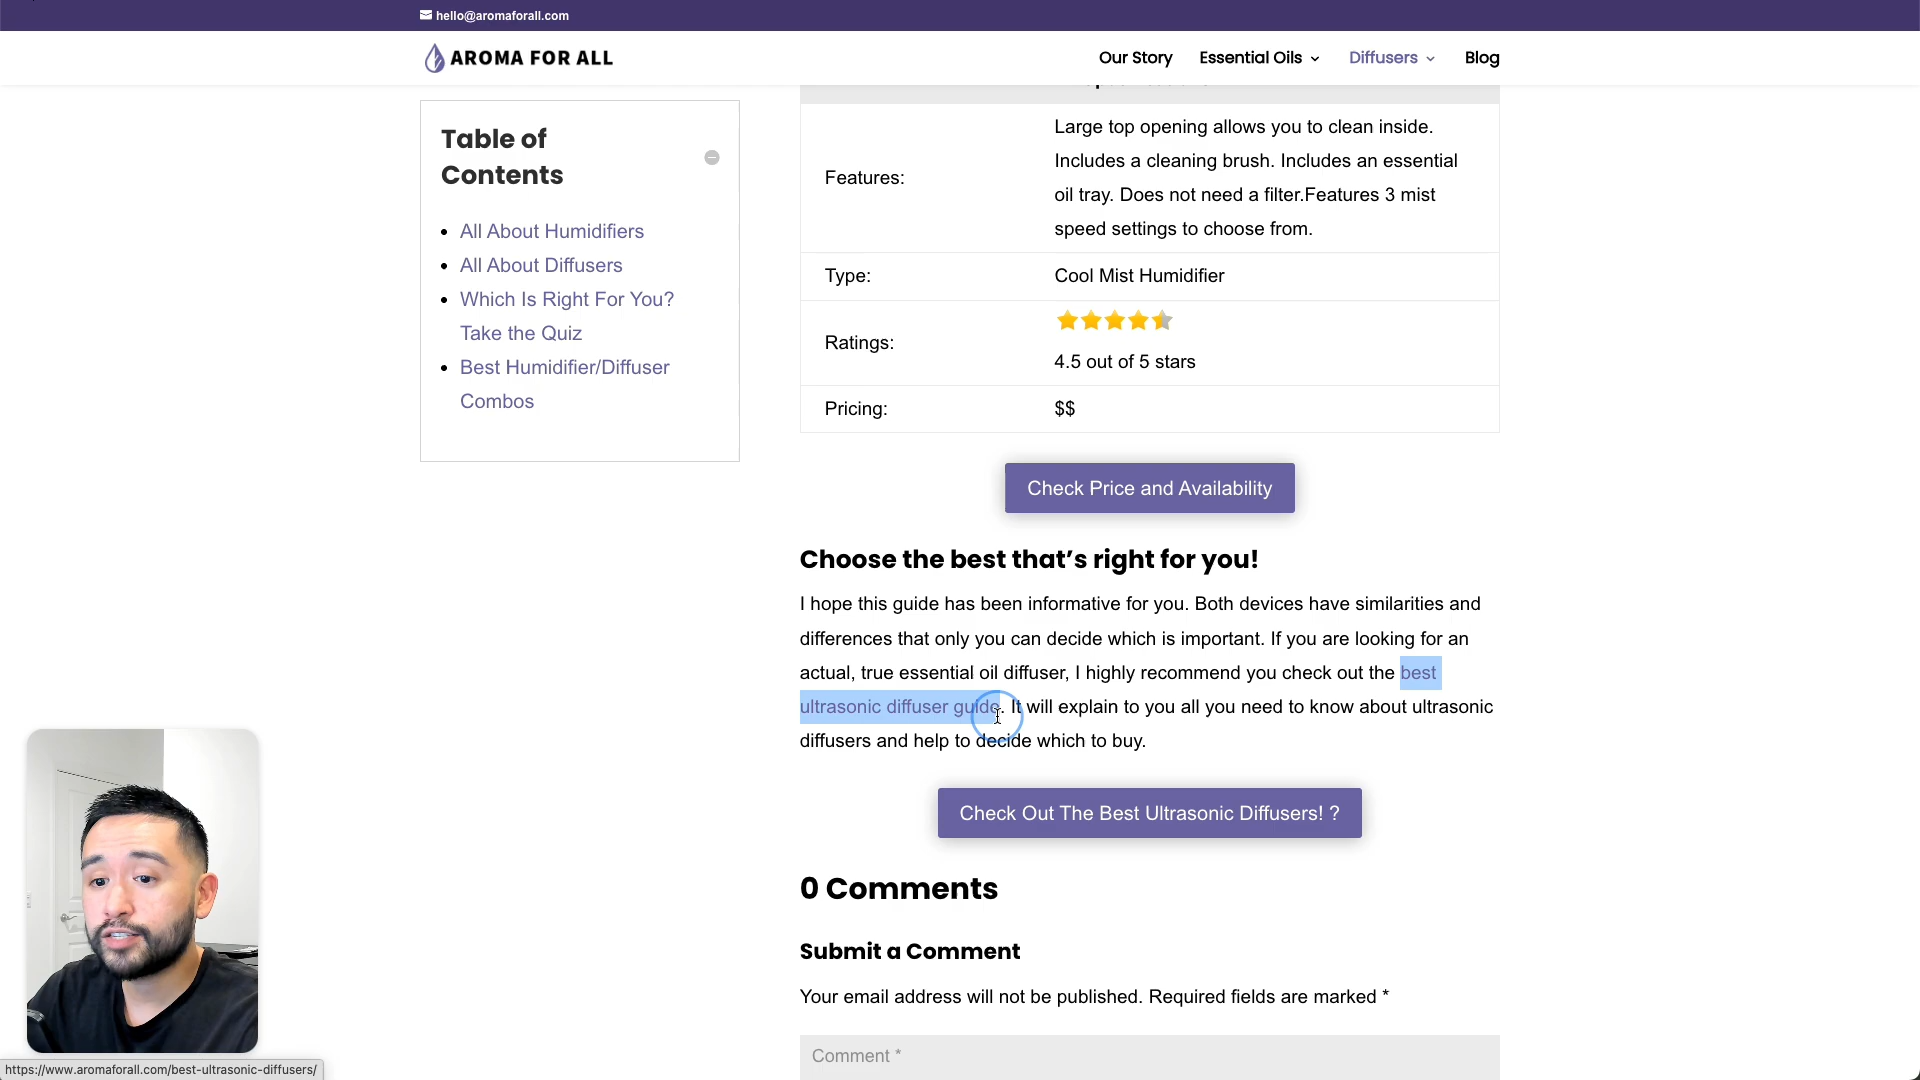 hello@aromaforall.com
AROMA FOR ALL
Our Story
Essential Oils
Diffusers
Blog
Table of
Contents
All About Humidifiers
All About Diffusers
Which Is Right For You?
Take the Quiz
Best Humidifier/Diffuser
Combos
Features:
Large top opening allows you to clean inside.
Includes a cleaning brush. Includes an essential
oil tray. Does not need a filter.Features 3 mist
speed settings to choose from.
Type:
Cool Mist Humidifier
Ratings:
4.5 out of 5 stars
Pricing:
$$
Check Price and Availability
Choose the best that’s right for you!
I hope this guide has been informative for you. Both devices have similarities and
differences that only you can decide which is important. If you are looking for an
actual, true essential oil diffuser, I highly recommend you check out the best
ultrasonic diffuser guide. It will explain to you all you need to know about ultrasonic
diffusers and help to decide which to buy.
Check Out The Best Ultrasonic Diffusers! ?
0 Comments
Submit a Comment
Your email address will not be published. Required fields are marked *
Comment *
https://www.aromaforall.com/best-ultrasonic-diffusers/